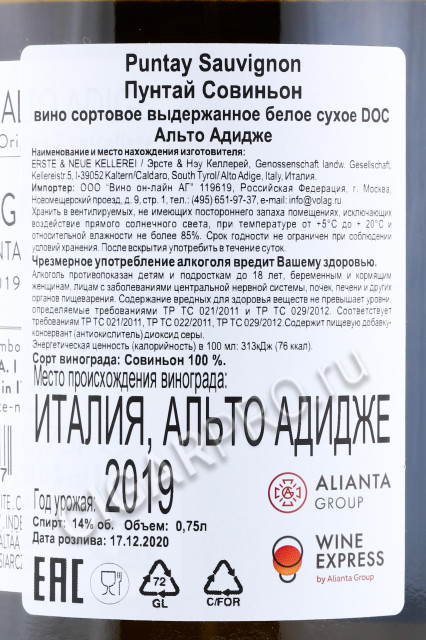 Puntay Sauvignon
Пунтай Совиньон
вино сортовое выдержанное белое сухое DOC
Альто Адидже
Наименование и место нахождения изготовителя:
ERSTE & NEUE KELLEREI / Эрсте & Нау Келлерей, Genossenschaft landw. Gesellschaft,
Kellereistr.5, I-39052 Kaltern/Caldaro, South Tyrol/ Alto Adige, Italy, Италия.
Импортер: ООО "Вино он-лайн АГ" 119619, Российская Федерация, г. Москва,
Новомещерский проезд, д. 9, стр. 1, тел.: (495) 651-97-37, e-mail: info@volag.ru
Хранить в вентилируемых, не имеющих постороннего запаха помещениях, исключающих
воздействие прямого солнечного света, при температуре от +5°С до + 20°С и
относительной влажности не более 85%. Срок годности не ограничен при соблюдении
условий хранения. После вскрытия употребить в течение суток.
Чрезмерное употребление алкоголя вредит Вашему здоровью.
Алкоголь противопоказан детям и подросткам до 18 лет, беременным и кормящим
женщинам, лицам с заболеваниями центральной нервной системы, почек, печени и других
органов пищеварения. Содержание вредных для здоровья веществ не превышает уровни,
определяемые требованиями ТР ТС 021/2011 и ТР ТС 029/2012. Соответствует
требованиям ТР ТС 021/2011, ТР ТС 022/2011, ТР ТС 029/2012. Содержит пищевую добавку-
консервант (антиокислитель) диоксид серы.
Энергетическая ценность (калорийность) в 100 мл: 313кДж (76 ккал).
Сорт винограда: Совиньон 100 %.
Место происхождения винограда:
ИТАЛИЯ, АЛЬТО АДИДЖЕ
Год урожая: 2019
Спирт: 14% об. Объем: 0,75л
Дата розлива: 17.12.2020
ALIANTA
GROUP
WINE
EXPRESS
by Alianta Group
EAC
72
GL
C/FOR